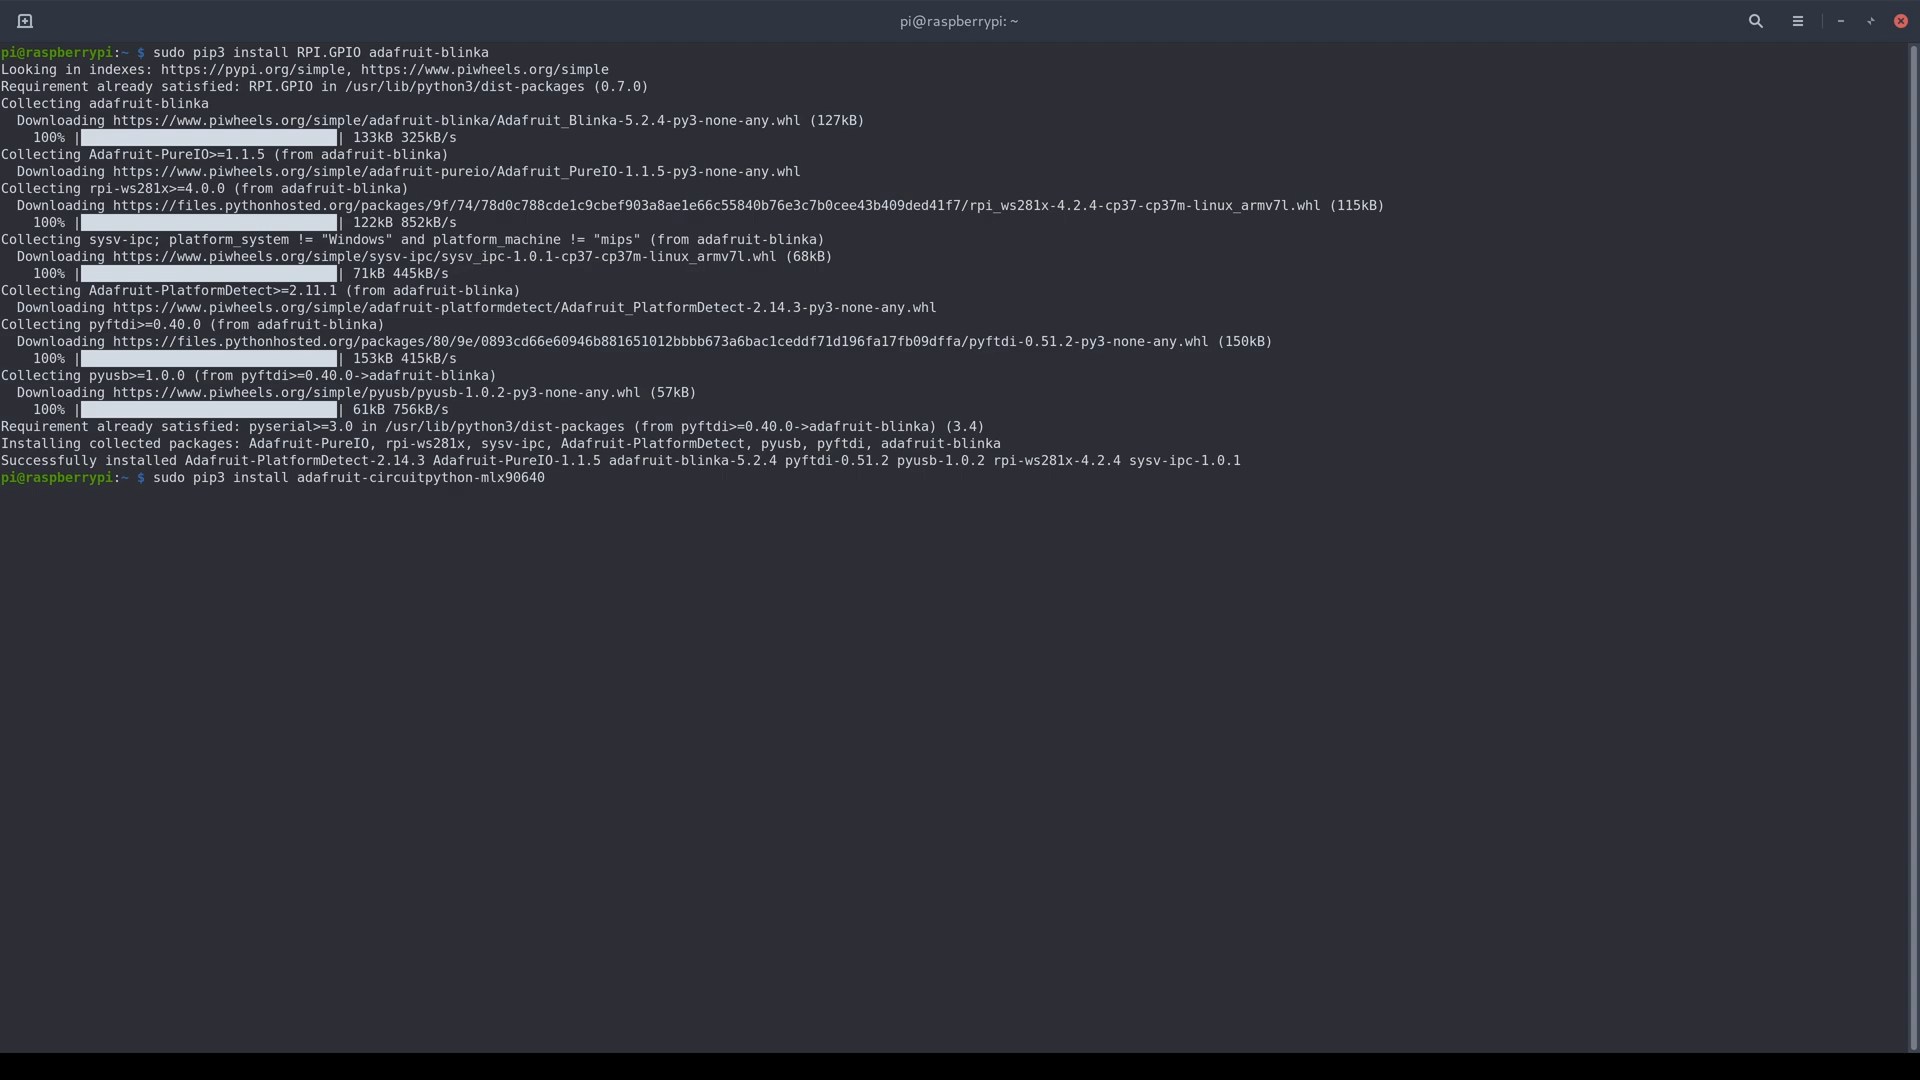 pi@raspberrypi: ~
pi@raspberrypi:~ $ sudo pip3 install RPI.GPIO adafruit-blinka
Looking in indexes: https://pypi.org/simple, https://www.piwheels.org/simple
Requirement already satisfied: RPI.GPIO in /usr/lib/python3/dist-packages (0.7.0)
Collecting adafruit-blinka
  Downloading https://www.piwheels.org/simple/adafruit-blinka/Adafruit_Blinka-5.2.4-py3-none-any.whl (127kB)
    100% |████████████████████████████████| 133kB 325kB/s
Collecting Adafruit-PureIO>=1.1.5 (from adafruit-blinka)
  Downloading https://www.piwheels.org/simple/adafruit-pureio/Adafruit_PureIO-1.1.5-py3-none-any.whl
Collecting rpi-ws281x>=4.0.0 (from adafruit-blinka)
  Downloading https://files.pythonhosted.org/packages/9f/74/78d0c788cde1c9cbef903a8ae1e66c55840b76e3c7b0cee43b409ded41f7/rpi_ws281x-4.2.4-cp37-cp37m-linux_armv7l.whl (115kB)
    100% |████████████████████████████████| 122kB 852kB/s
Collecting sysv-ipc; platform_system != "Windows" and platform_machine != "mips" (from adafruit-blinka)
  Downloading https://www.piwheels.org/simple/sysv-ipc/sysv_ipc-1.0.1-cp37-cp37m-linux_armv7l.whl (68kB)
    100% |████████████████████████████████| 71kB 445kB/s
Collecting Adafruit-PlatformDetect>=2.11.1 (from adafruit-blinka)
  Downloading https://www.piwheels.org/simple/adafruit-platformdetect/Adafruit_PlatformDetect-2.14.3-py3-none-any.whl
Collecting pyftdi>=0.40.0 (from adafruit-blinka)
  Downloading https://files.pythonhosted.org/packages/80/9e/0893cd66e60946b881651012bbbb673a6bac1ceddf71d196fa17fb09dffa/pyftdi-0.51.2-py3-none-any.whl (150kB)
    100% |████████████████████████████████| 153kB 415kB/s
Collecting pyusb>=1.0.0 (from pyftdi>=0.40.0->adafruit-blinka)
  Downloading https://www.piwheels.org/simple/pyusb/pyusb-1.0.2-py3-none-any.whl (57kB)
    100% |████████████████████████████████| 61kB 756kB/s
Requirement already satisfied: pyserial>=3.0 in /usr/lib/python3/dist-packages (from pyftdi>=0.40.0->adafruit-blinka) (3.4)
Installing collected packages: Adafruit-PureIO, rpi-ws281x, sysv-ipc, Adafruit-PlatformDetect, pyusb, pyftdi, adafruit-blinka
Successfully installed Adafruit-PlatformDetect-2.14.3 Adafruit-PureIO-1.1.5 adafruit-blinka-5.2.4 pyftdi-0.51.2 pyusb-1.0.2 rpi-ws281x-4.2.4 sysv-ipc-1.0.1
pi@raspberrypi:~ $ sudo pip3 install adafruit-circuitpython-mlx90640